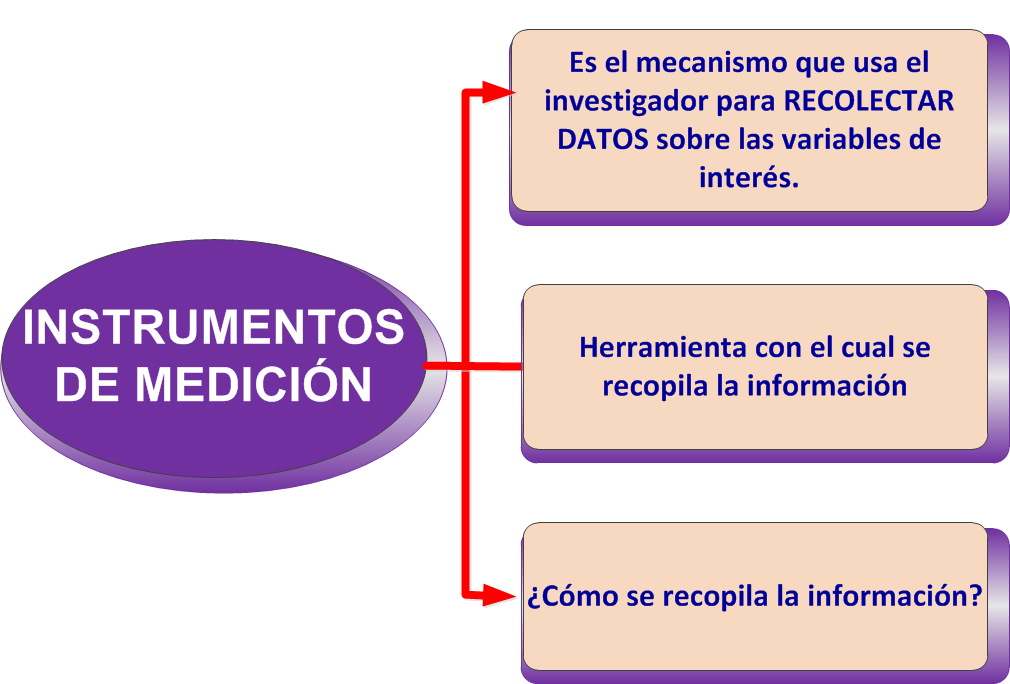 INSTRUMENTOS
DE MEDICIÓN
Es el mecanismo que usa el
investigador para RECOLECTAR
DATOS sobre las variables de
interés.
Herramienta con el cual se
recopila la información
¿Cómo se recopila la información?